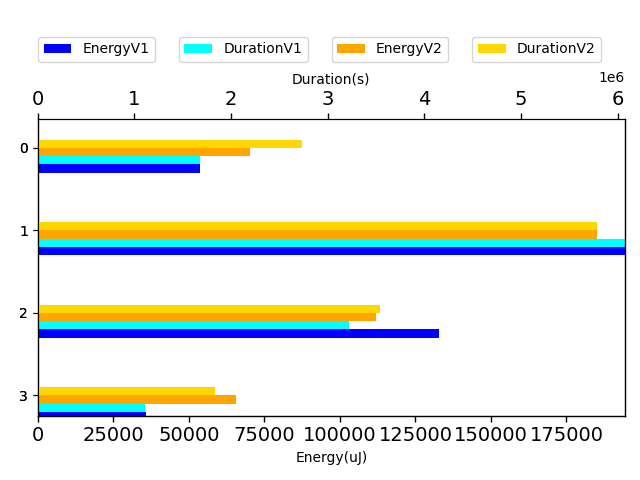 EnergyV1 DurationV1 EnergyV2 DurationV2
Duration(s) 1e6
0 1 2 3 4 5 6
0
1
2
3
0 25000 50000 75000 100000 125000 150000 175000
Energy(uJ)